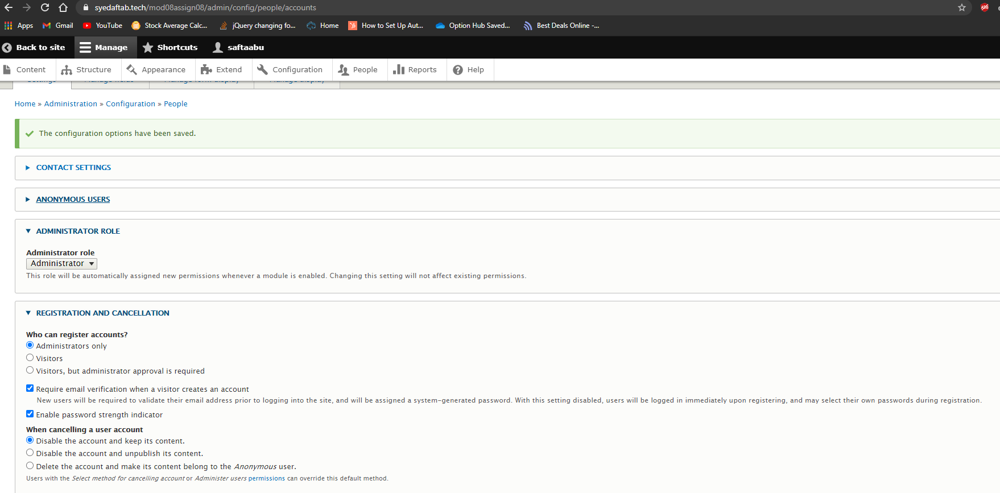 syedaftab.tech/mod08assign08/admin/config/people/accounts
Apps Gmail YouTube Stock Average Calc... jQuery changing fo... Home How to Set Up Aut... Option Hub Saved... Best Deals Online -...
Back to site Manage Shortcuts saftaabu
Content Structure Appearance Extend Configuration People Reports Help
Settings Manage fields Manage form display Manage display
Home » Administration » Configuration » People
The configuration options have been saved.
CONTACT SETTINGS
ANONYMOUS USERS
ADMINISTRATOR ROLE
Administrator role
Administrator
This role will be automatically assigned new permissions whenever a module is enabled. Changing this setting will not affect existing permissions.
REGISTRATION AND CANCELLATION
Who can register accounts?
Administrators only
Visitors
Visitors, but administrator approval is required
Require email verification when a visitor creates an account
New users will be required to validate their email address prior to logging into the site, and will be assigned a system-generated password. With this setting disabled, users will be logged in immediately upon registering, and may select their own passwords during registration.
Enable password strength indicator
When cancelling a user account
Disable the account and keep its content.
Disable the account and unpublish its content.
Delete the account and make its content belong to the Anonymous user.
Users with the Select method for cancelling account or Administer users permissions can override this default method.